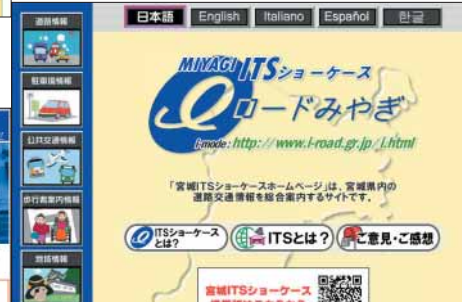 道路情報
駐車場情報
公共交通情報
歩行者案内情報
地域情報
日本語 English Italiano Español 한글
MIYAGI ITSショーケース
eロードみやぎ
i-mode: http://www.i-road.gr.jp/i.html
「宮城ITSショーケースホームページ」は、宮城県内の
道路交通情報を総合案内するサイトです。
ITSショーケースとは?
ITSとは?
ご意見・ご感想
宮城ITSショーケース